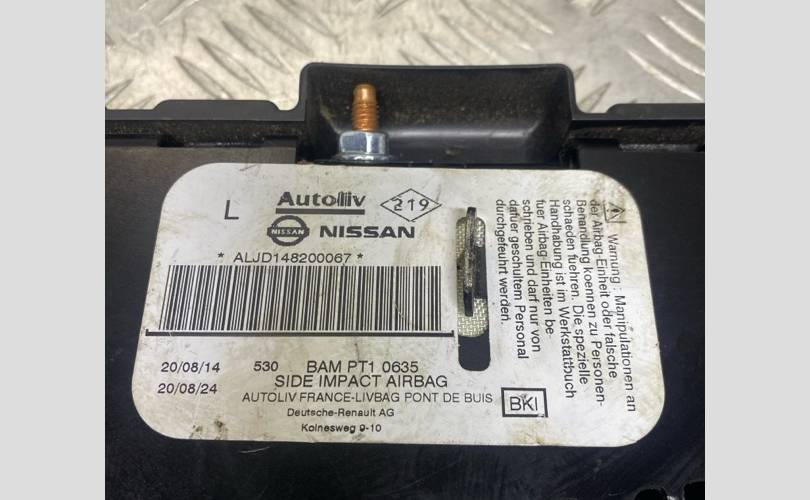 L
Autoliv
219
NISSAN
NISSAN
* ALJD148200067 *
20/08/14 530 BAM PT1 0635
SIDE IMPACT AIRBAG
20/08/24
AUTOLIV FRANCE-LIVBAG PONT DE BUIS
Deutsche-Renault AG
Kolnesweg 9-10
BKI
Warnung: Manipulationen an
der Airbag-Einheit oder falsche
Behandlung koennen zu Personen-
schaeden fuehren. Die spezielle
Handhabung ist im Werkstattbuch
fuer Airbag-Einheiten be-
schrieben und darf nur von
dafuer geschultem Personal
durchgefeuhrt werden.